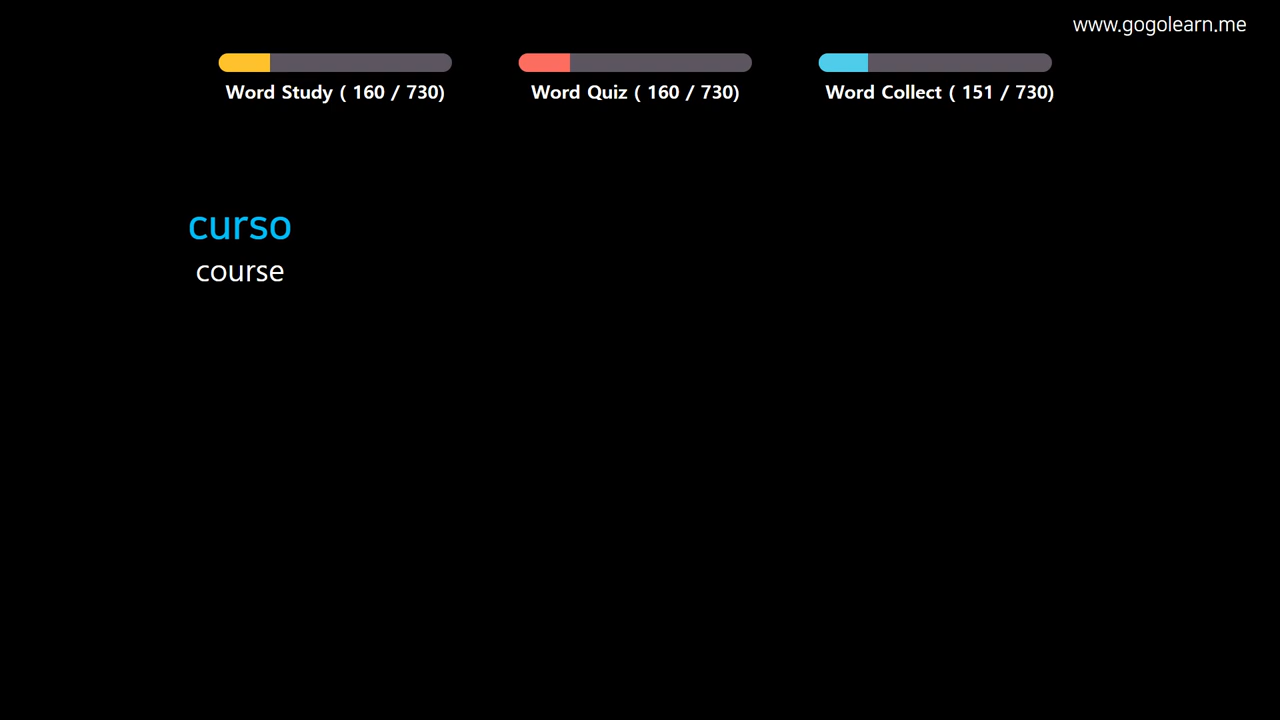 www.gogolearn.me
Word Study ( 160 / 730)
Word Quiz ( 160 / 730)
Word Collect ( 151 / 730)
curso
course